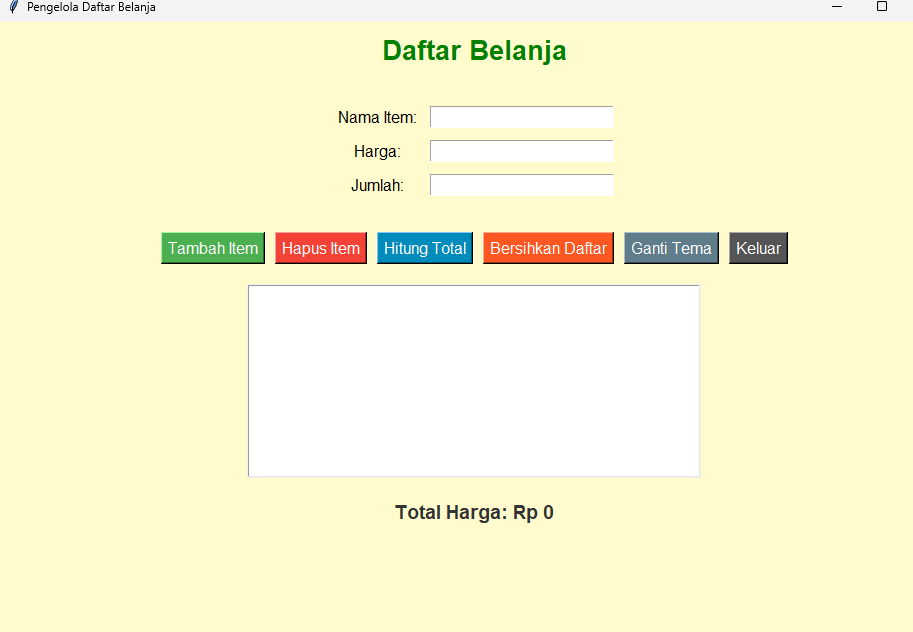 Pengelola Daftar Belanja
Daftar Belanja
Nama Item:
Harga:
Jumlah:
Tambah Item Hapus Item Hitung Total Bersihkan Daftar Ganti Tema Keluar
Total Harga: Rp 0